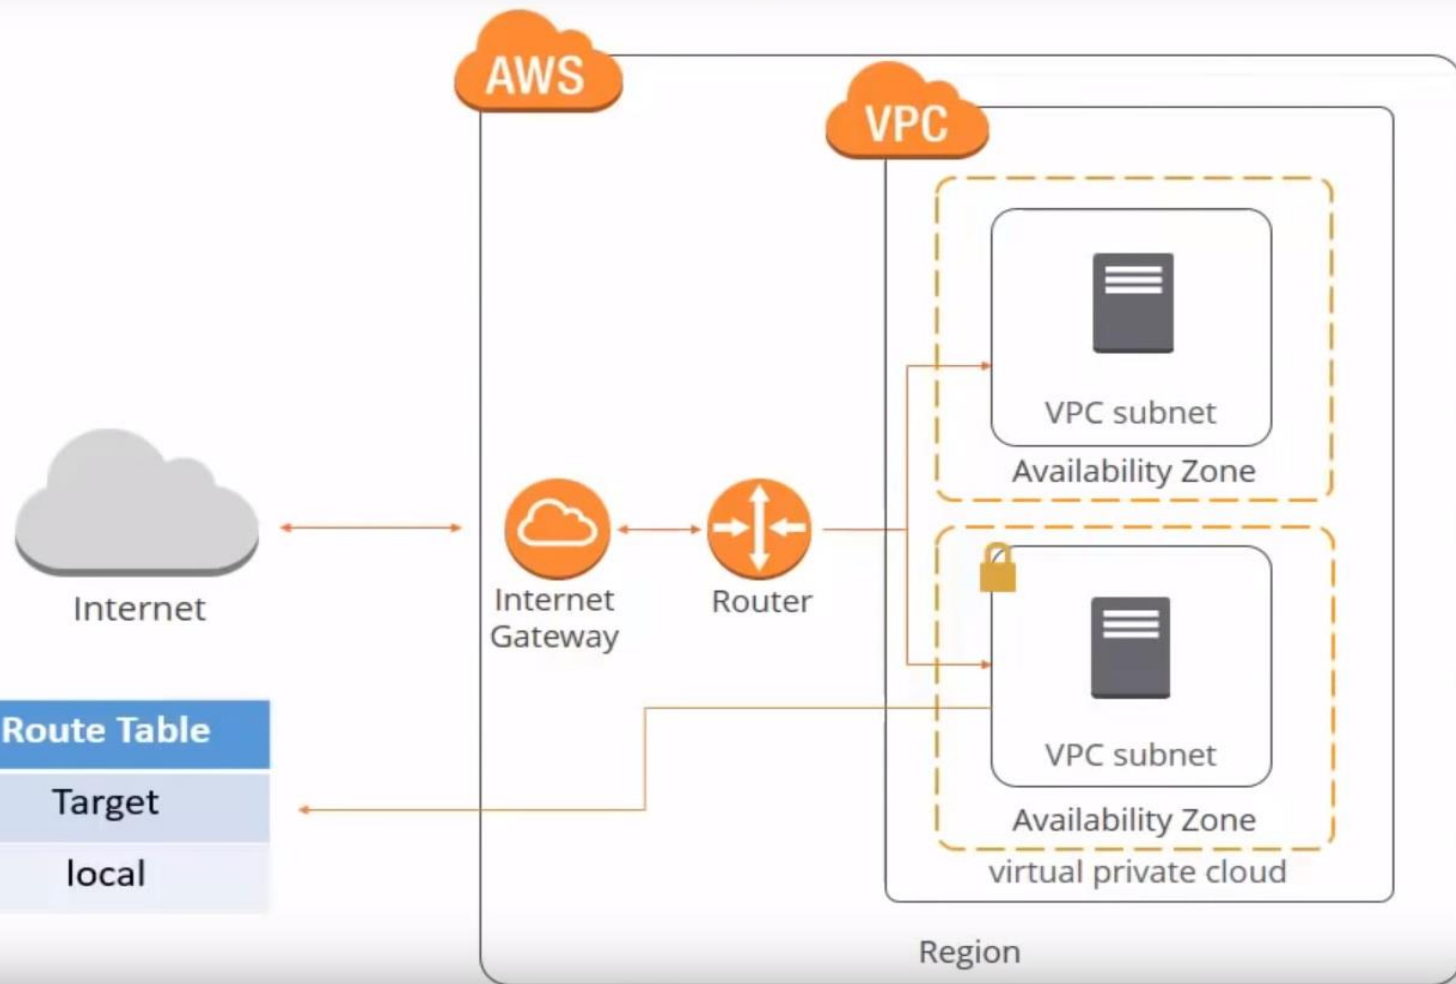 AWS
VPC
VPC subnet
Availability Zone
Internet
Internet
Gateway
Router
VPC subnet
Availability Zone
virtual private cloud
Region
Route Table
Target
local